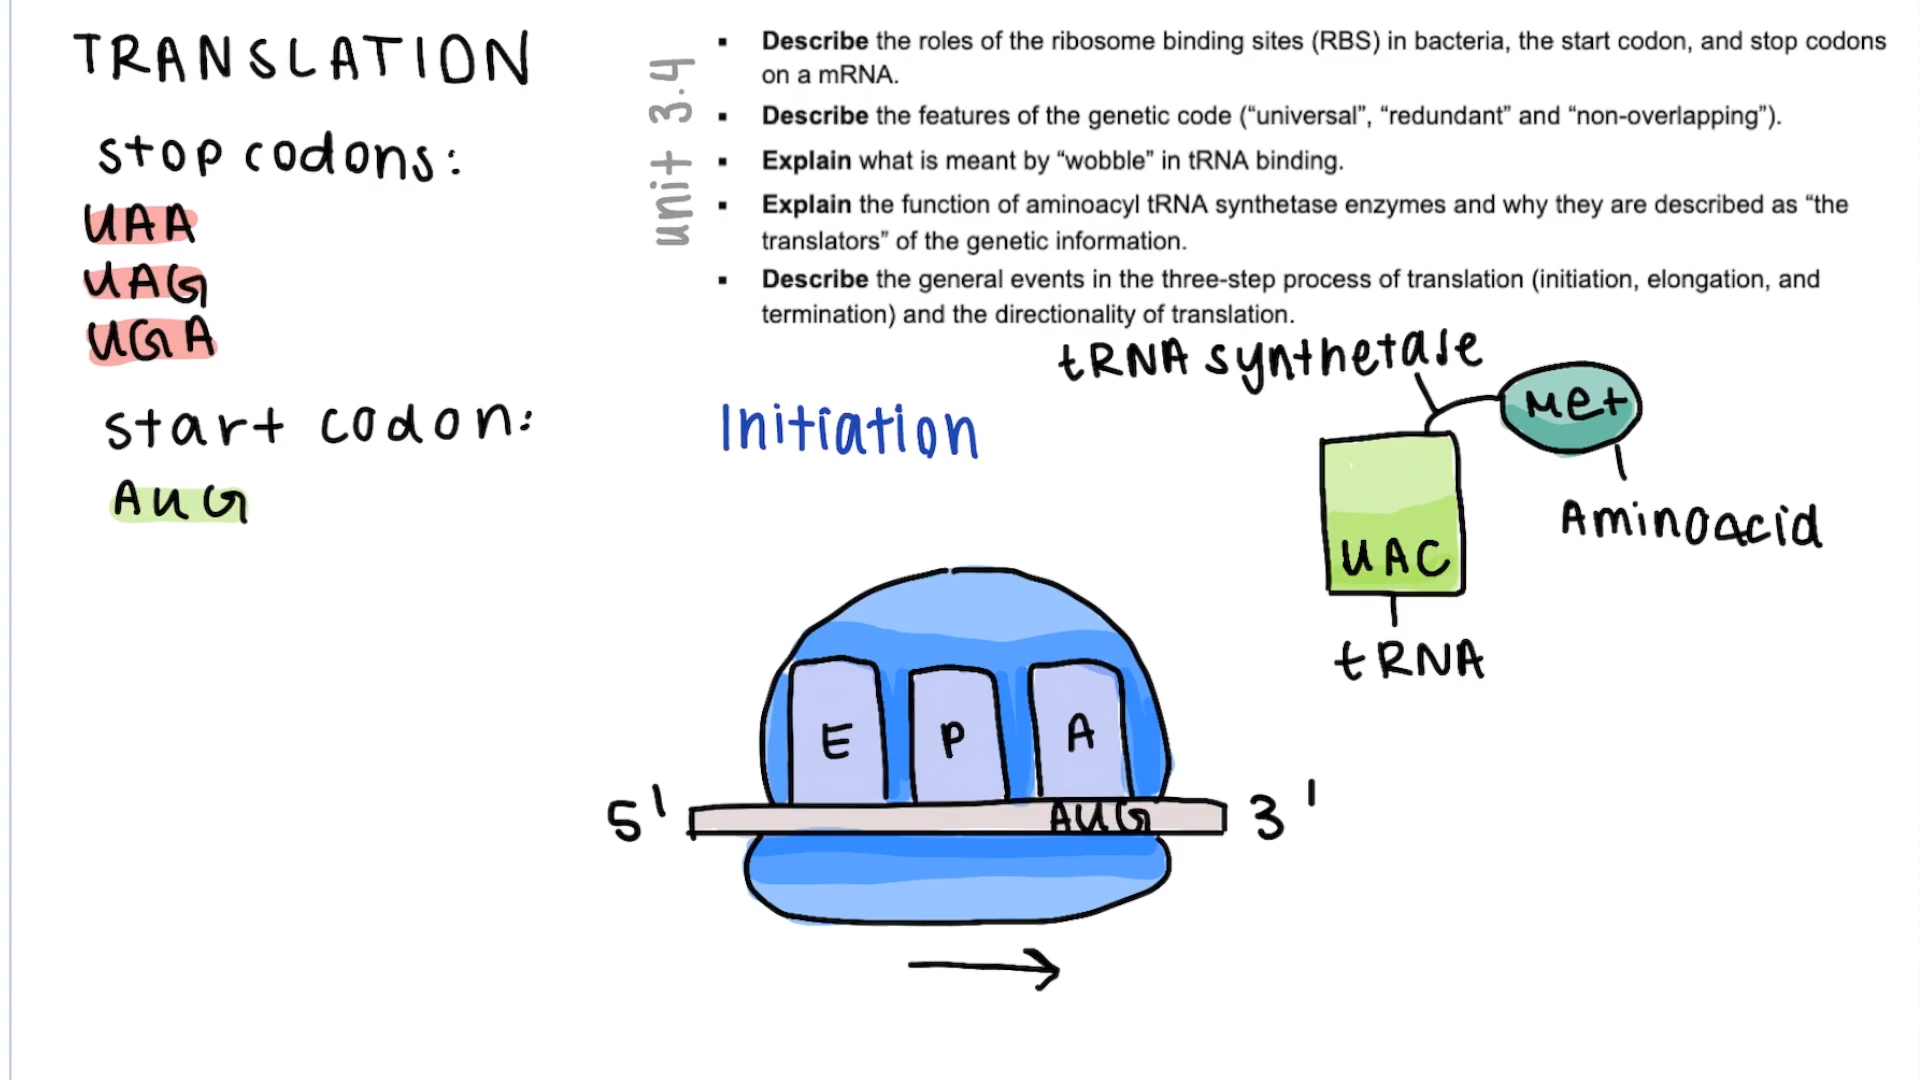 TRANSLATION
stop codons:
UAA
UAG
UGA
start codon:
AUG
unit 3.4
▪ Describe the roles of the ribosome binding sites (RBS) in bacteria, the start codon, and stop codons
on a mRNA.
▪ Describe the features of the genetic code (“universal”, “redundant” and “non-overlapping”).
▪ Explain what is meant by “wobble” in tRNA binding.
▪ Explain the function of aminoacyl tRNA synthetase enzymes and why they are described as “the
translators” of the genetic information.
▪ Describe the general events in the three-step process of translation (initiation, elongation, and
termination) and the directionality of translation.
Initiation
tRNA synthetase
Met
Aminoacid
UAC
tRNA
E P A
5' AUG 3'